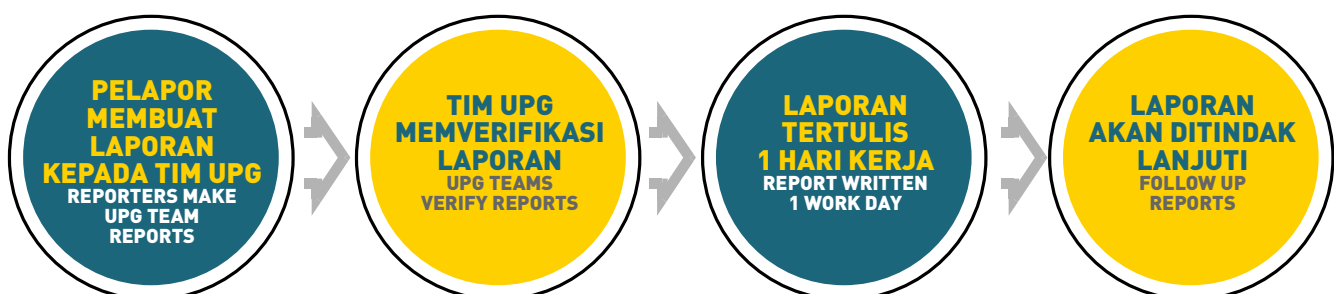 PELAPOR
MEMBUAT
LAPORAN
KEPADA TIM UPG
REPORTERS MAKE
UPG TEAM
REPORTS
TIM UPG
MEMVERIFIKASI
LAPORAN
UPG TEAMS
VERIFY REPORTS
LAPORAN
TERTULIS
1 HARI KERJA
REPORT WRITTEN
1 WORK DAY
LAPORAN
AKAN DITINDAK
LANJUTI
FOLLOW UP
REPORTS